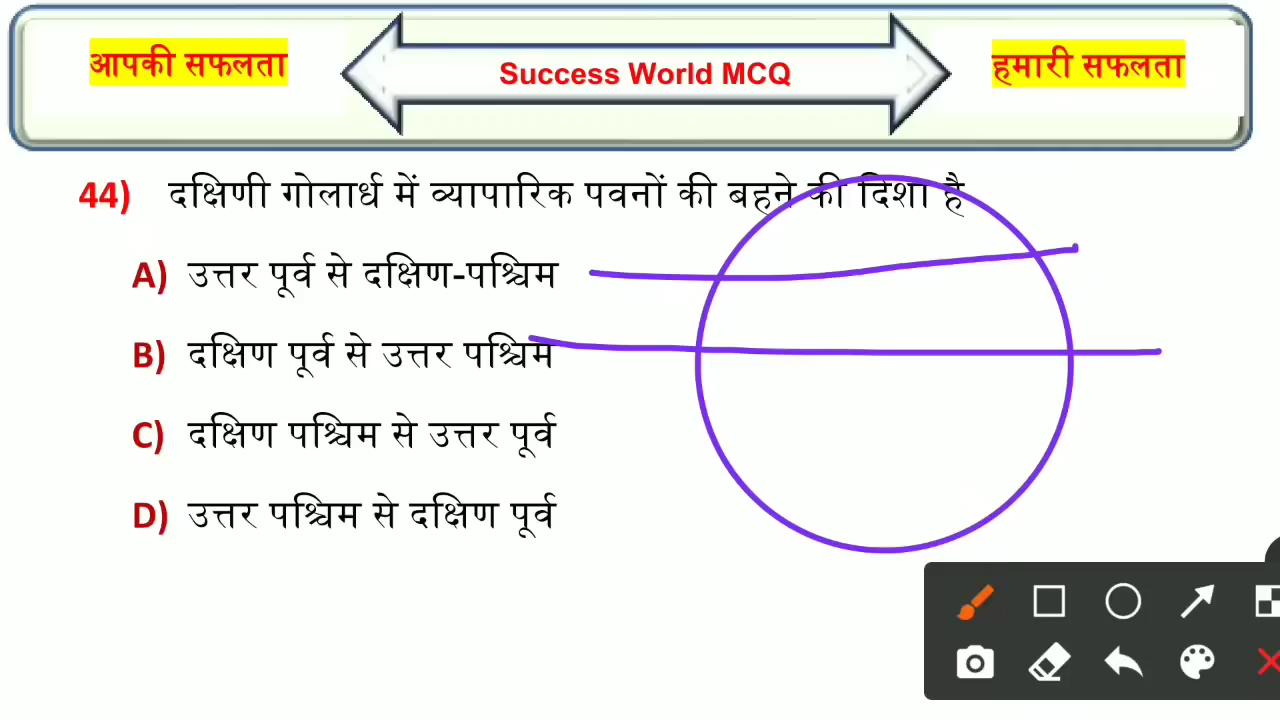 आपकी सफलता
Success World MCQ
हमारी सफलता
44) दक्षिणी गोलार्ध में व्यापारिक पवनों की बहने की दिशा है
A) उत्तर पूर्व से दक्षिण-पश्चिम
B) दक्षिण पूर्व से उत्तर पश्चिम
C) दक्षिण पश्चिम से उत्तर पूर्व
D) उत्तर पश्चिम से दक्षिण पूर्व